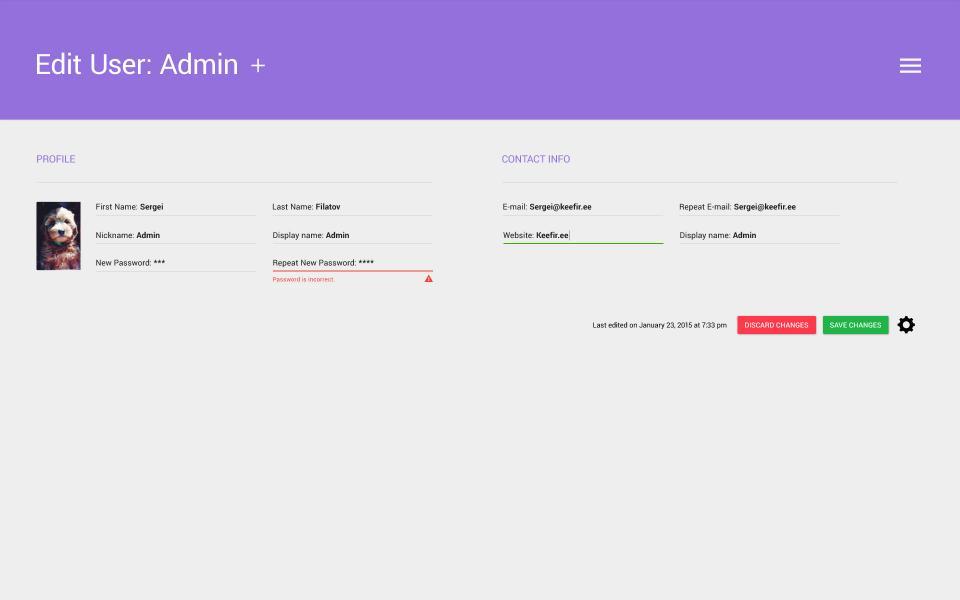 Edit User: Admin +
PROFILE
First Name: Sergei
Last Name: Filatov
Nickname: Admin
Display name: Admin
New Password: ***
Repeat New Password: ****
Password is incorrect.
CONTACT INFO
E-mail: Sergei@keefir.ee
Repeat E-mail: Sergei@keefir.ee
Website: Keefir.ee
Display name: Admin
Last edited on January 23, 2015 at 7:33 pm
DISCARD CHANGES
SAVE CHANGES